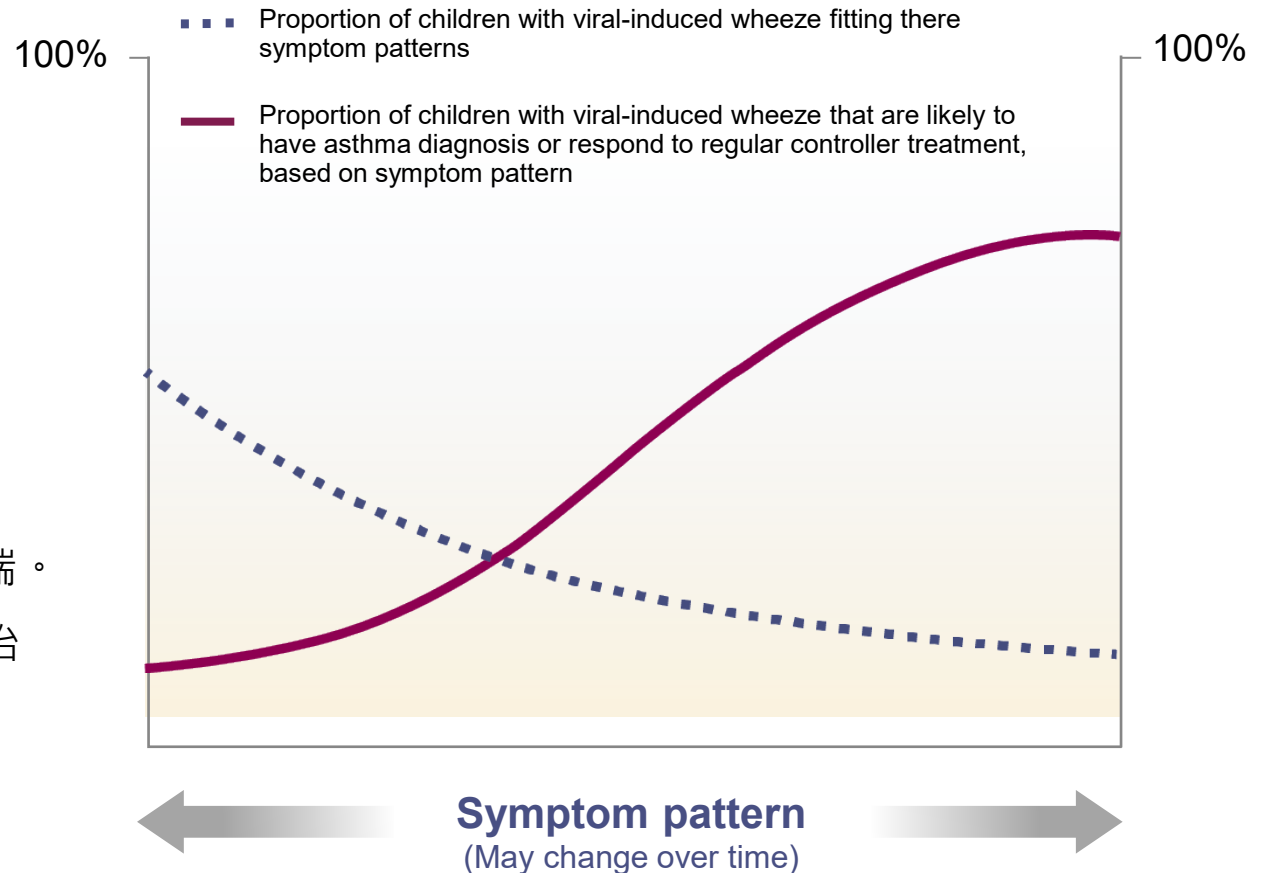 Proportion of children with viral-induced wheeze fitting there
symptom patterns
100%
100%
Proportion of children with viral-induced wheeze that are likely to
have asthma diagnosis or respond to regular controller treatment,
based on symptom pattern
。
Symptom pattern
(May change over time)